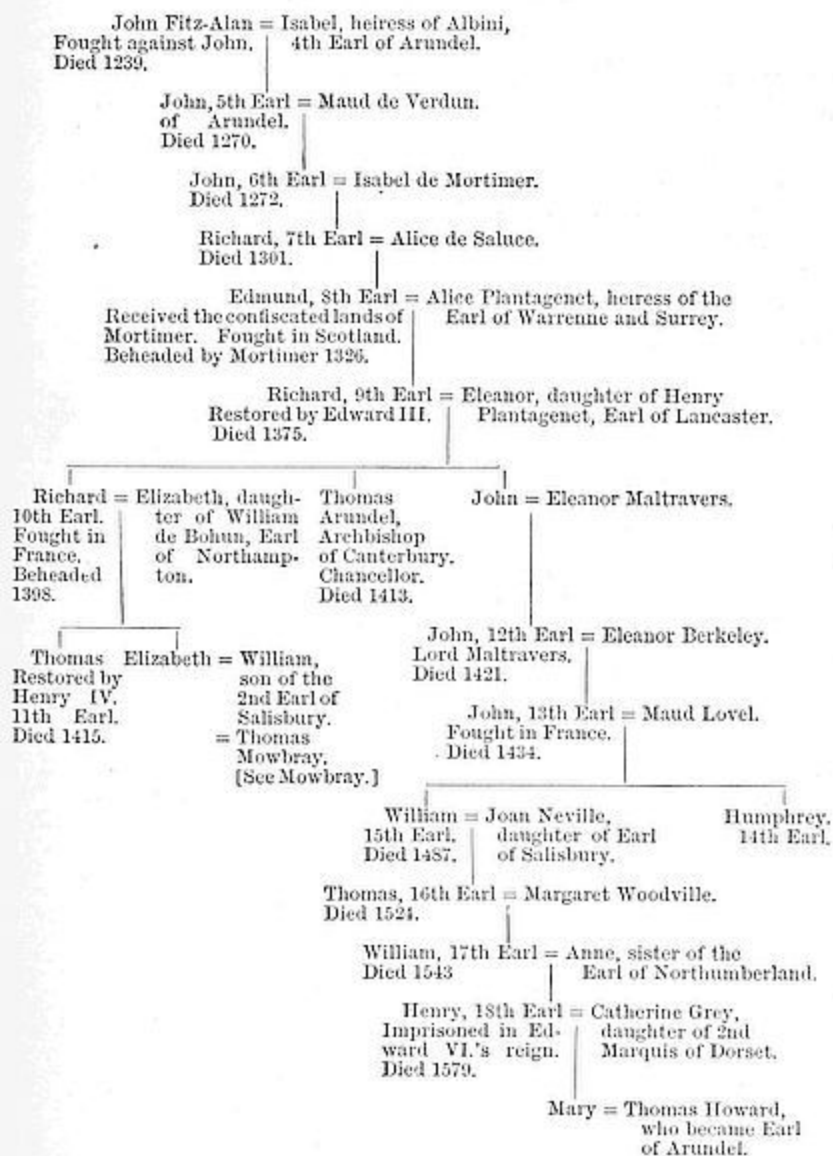 John Fitz-Alan = Isabel, heiress of Albini,
Fought against John. 4th Earl of Arundel.
Died 1239.
John, 5th Earl = Maud de Verdun.
of Arundel.
Died 1270.
John, 6th Earl = Isabel de Mortimer.
Died 1272.
Richard, 7th Earl = Alice de Saluce.
Died 1301.
Edmund, 8th Earl = Alice Plantagenet, heiress of the
Received the confiscated lands of Earl of Warrenne and Surrey.
Mortimer. Fought in Scotland.
Beheaded by Mortimer 1326.
Richard, 9th Earl = Eleanor, daughter of Henry
Restored by Edward III. Plantagenet, Earl of Lancaster.
Died 1375.
Richard = Elizabeth, daugh-
10th Earl. ter of William
Fought in de Bohun, Earl
France. of Northamp-
Beheaded ton.
1398.
Thomas
Arundel,
Archbishop
of Canterbury.
Chancellor.
Died 1413.
John = Eleanor Maltravers.
Thomas
Restored by
Henry IV.
11th Earl.
Died 1415.
Elizabeth = William,
son of the
2nd Earl of
Salisbury.
= Thomas
Mowbray.
[See Mowbray.]
John, 12th Earl = Eleanor Berkeley.
Lord Maltravers.
Died 1421.
John, 13th Earl = Maud Lovel.
Fought in France.
Died 1434.
William = Joan Neville,
15th Earl. daughter of Earl
Died 1487. of Salisbury.
Humphrey.
14th Earl.
Thomas, 16th Earl = Margaret Woodville.
Died 1524.
William, 17th Earl = Anne, sister of the
Died 1543 Earl of Northumberland.
Henry, 18th Earl = Catherine Grey,
Imprisoned in Ed- daughter of 2nd
ward VI.'s reign. Marquis of Dorset.
Died 1579.
Mary = Thomas Howard,
who became Earl
of Arundel.